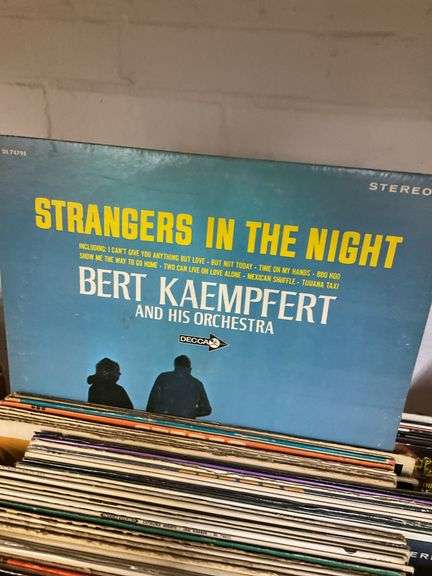 DL 74795
STEREO
STRANGERS IN THE NIGHT
INCLUDING: I CAN'T GIVE YOU ANYTHING BUT LOVE - BUT NOT TODAY - TIME ON MY HANDS - BOO HOO
SHOW ME THE WAY TO GO HOME - TWO CAN LIVE ON LOVE ALONE - MEXICAN SHUFFLE - TIJUANA TAXI
BERT KAEMPFERT
AND HIS ORCHESTRA
DECCA